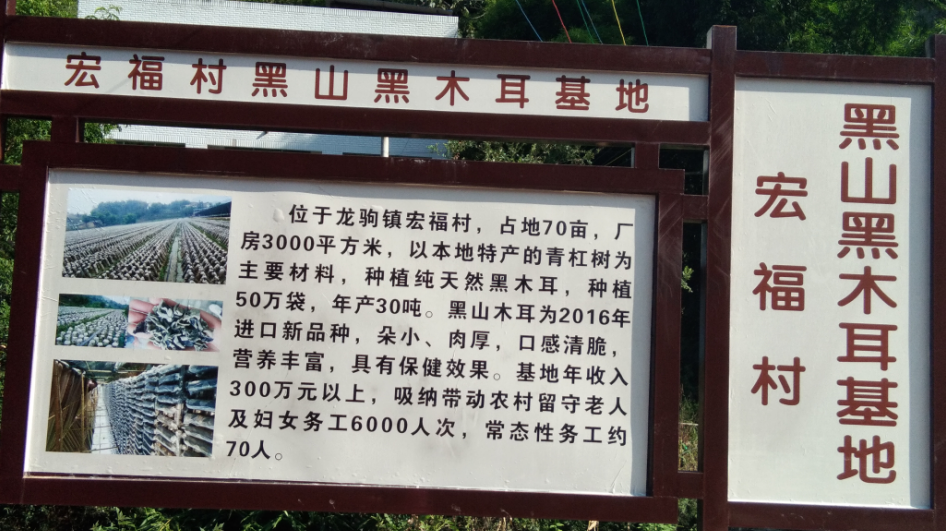 宏福村黑山黑木耳基地
位于龙驹镇宏福村，占地70亩，厂
房3000平方米，以本地特产的青杠树为
主要材料，种植纯天然黑木耳，种植
50万袋，年产30吨。黑山木耳为2016年
进口新品种，朵小、肉厚，口感清脆，
营养丰富，具有保健效果。基地年收入
300万元以上，吸纳带动农村留守老人
及妇女务工6000人次，常态性务工约
70人。
黑山黑木耳基地
宏福村